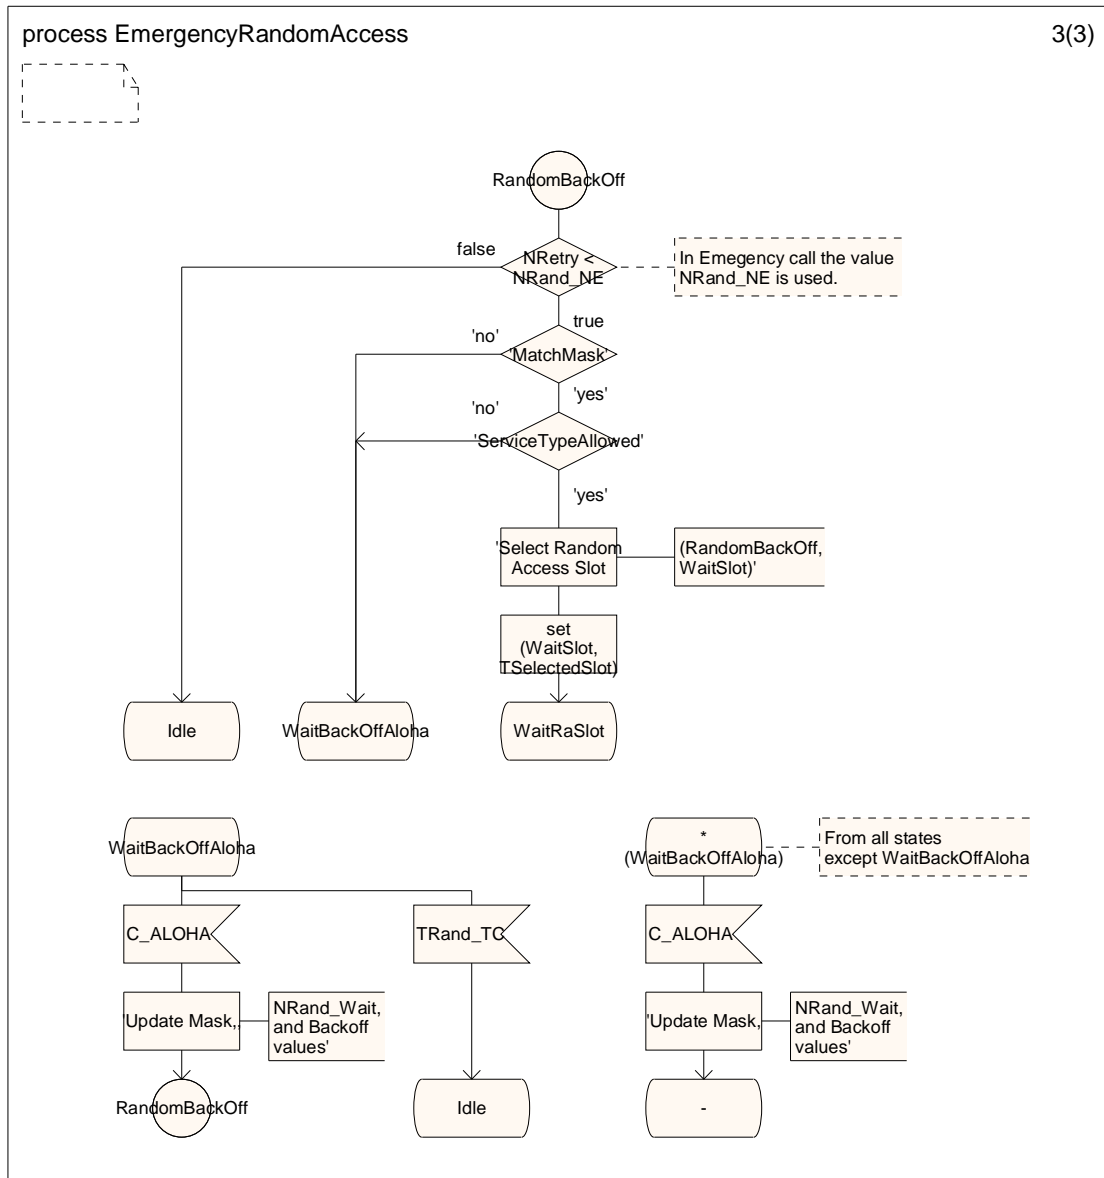 process EmergencyRandomAccess
3(3)
RandomBackOff
false
NRetry <
NRand_NE
In Emegency call the value
NRand_NE is used.
true
'no'
'MatchMask'
'yes'
'no'
'ServiceTypeAllowed'
'yes'
'Select Random
Access Slot
(RandomBackOff,
WaitSlot)'
set
(WaitSlot,
TSelectedSlot)
Idle
WaitBackOffAloha
WaitRaSlot
WaitBackOffAloha
*
(WaitBackOffAloha)
From all states
except WaitBackOffAloha
C_ALOHA
TRand_TO
C_ALOHA
'Update Mask,,
NRand_Wait,
and Backoff
values'
'Update Mask,
NRand_Wait,
and Backoff
values'
RandomBackOff
Idle
-